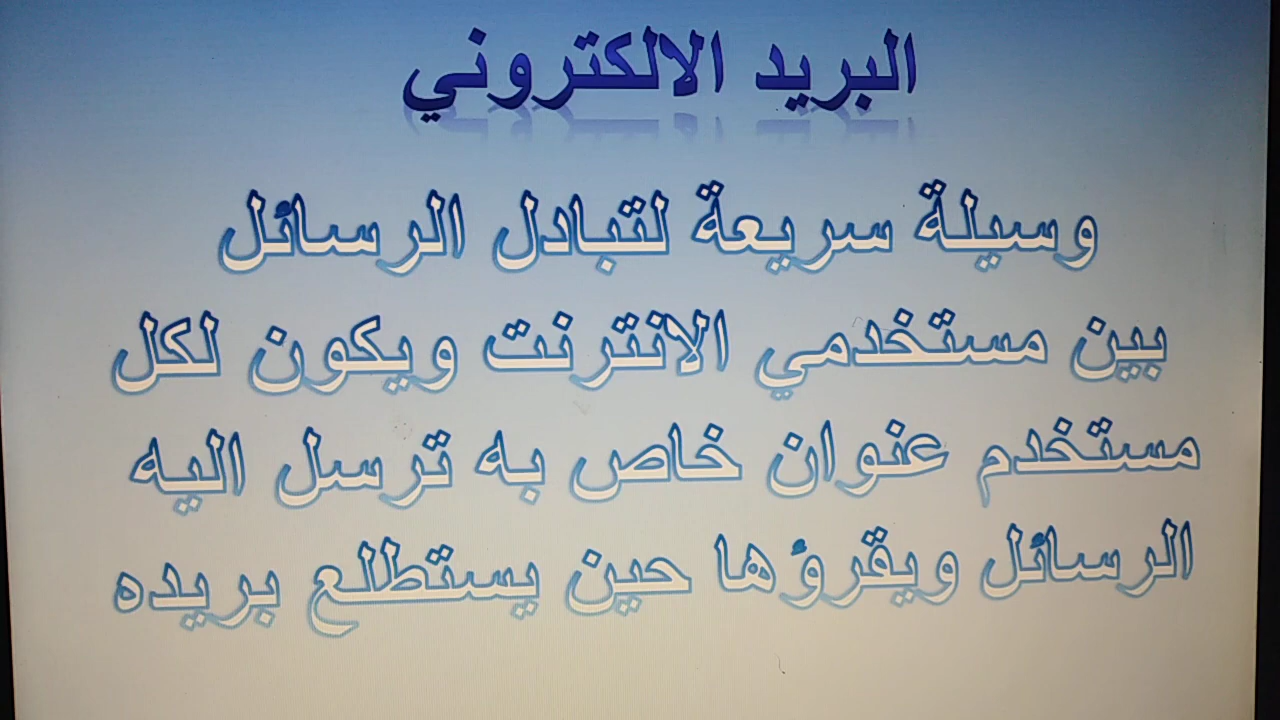 البريد الالكتروني
وسيلة سريعة لتبادل الرسائل
بين مستخدمي الانترنت ويكون لكل
مستخدم عنوان خاص به ترسل اليه
الرسائل ويقرؤها حين يستطلع بريده